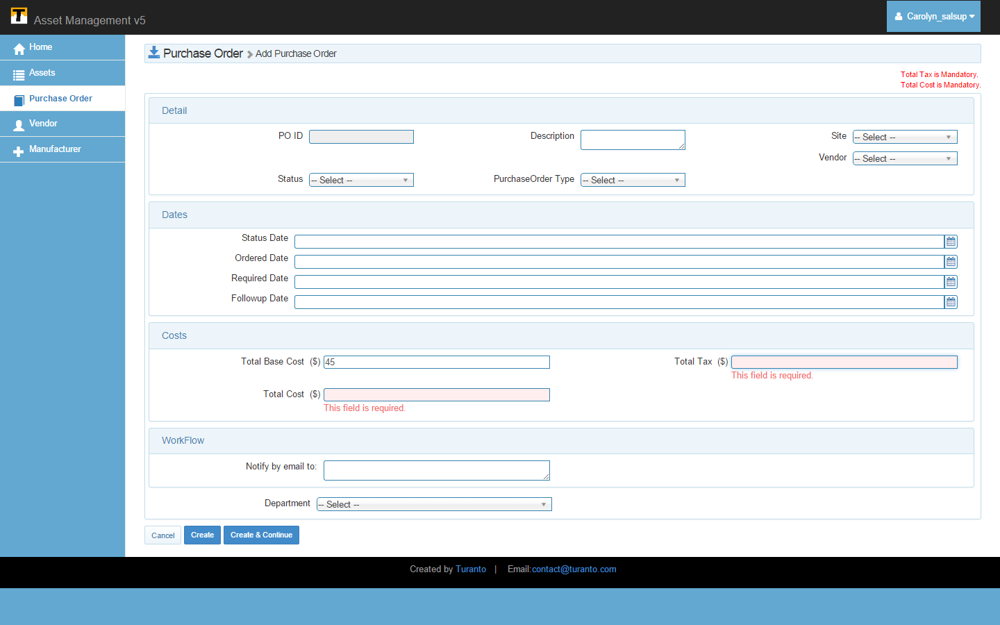 T Asset Management v5
Carolyn_salsup
Home
Assets
Purchase Order
Vendor
Manufacturer
Purchase Order Add Purchase Order
Total Tax is Mandatory.
Total Cost is Mandatory.
Detail
PO ID Description Site -- Select --
Vendor -- Select --
Status -- Select -- PurchaseOrder Type -- Select --
Dates
Status Date
Ordered Date
Required Date
Followup Date
Costs
Total Base Cost ($) 45 Total Tax ($)
This field is required.
Total Cost ($)
This field is required.
WorkFlow
Notify by email to:
Department -- Select --
Cancel Create Create & Continue
Created by Turanto | Email:contact@turanto.com